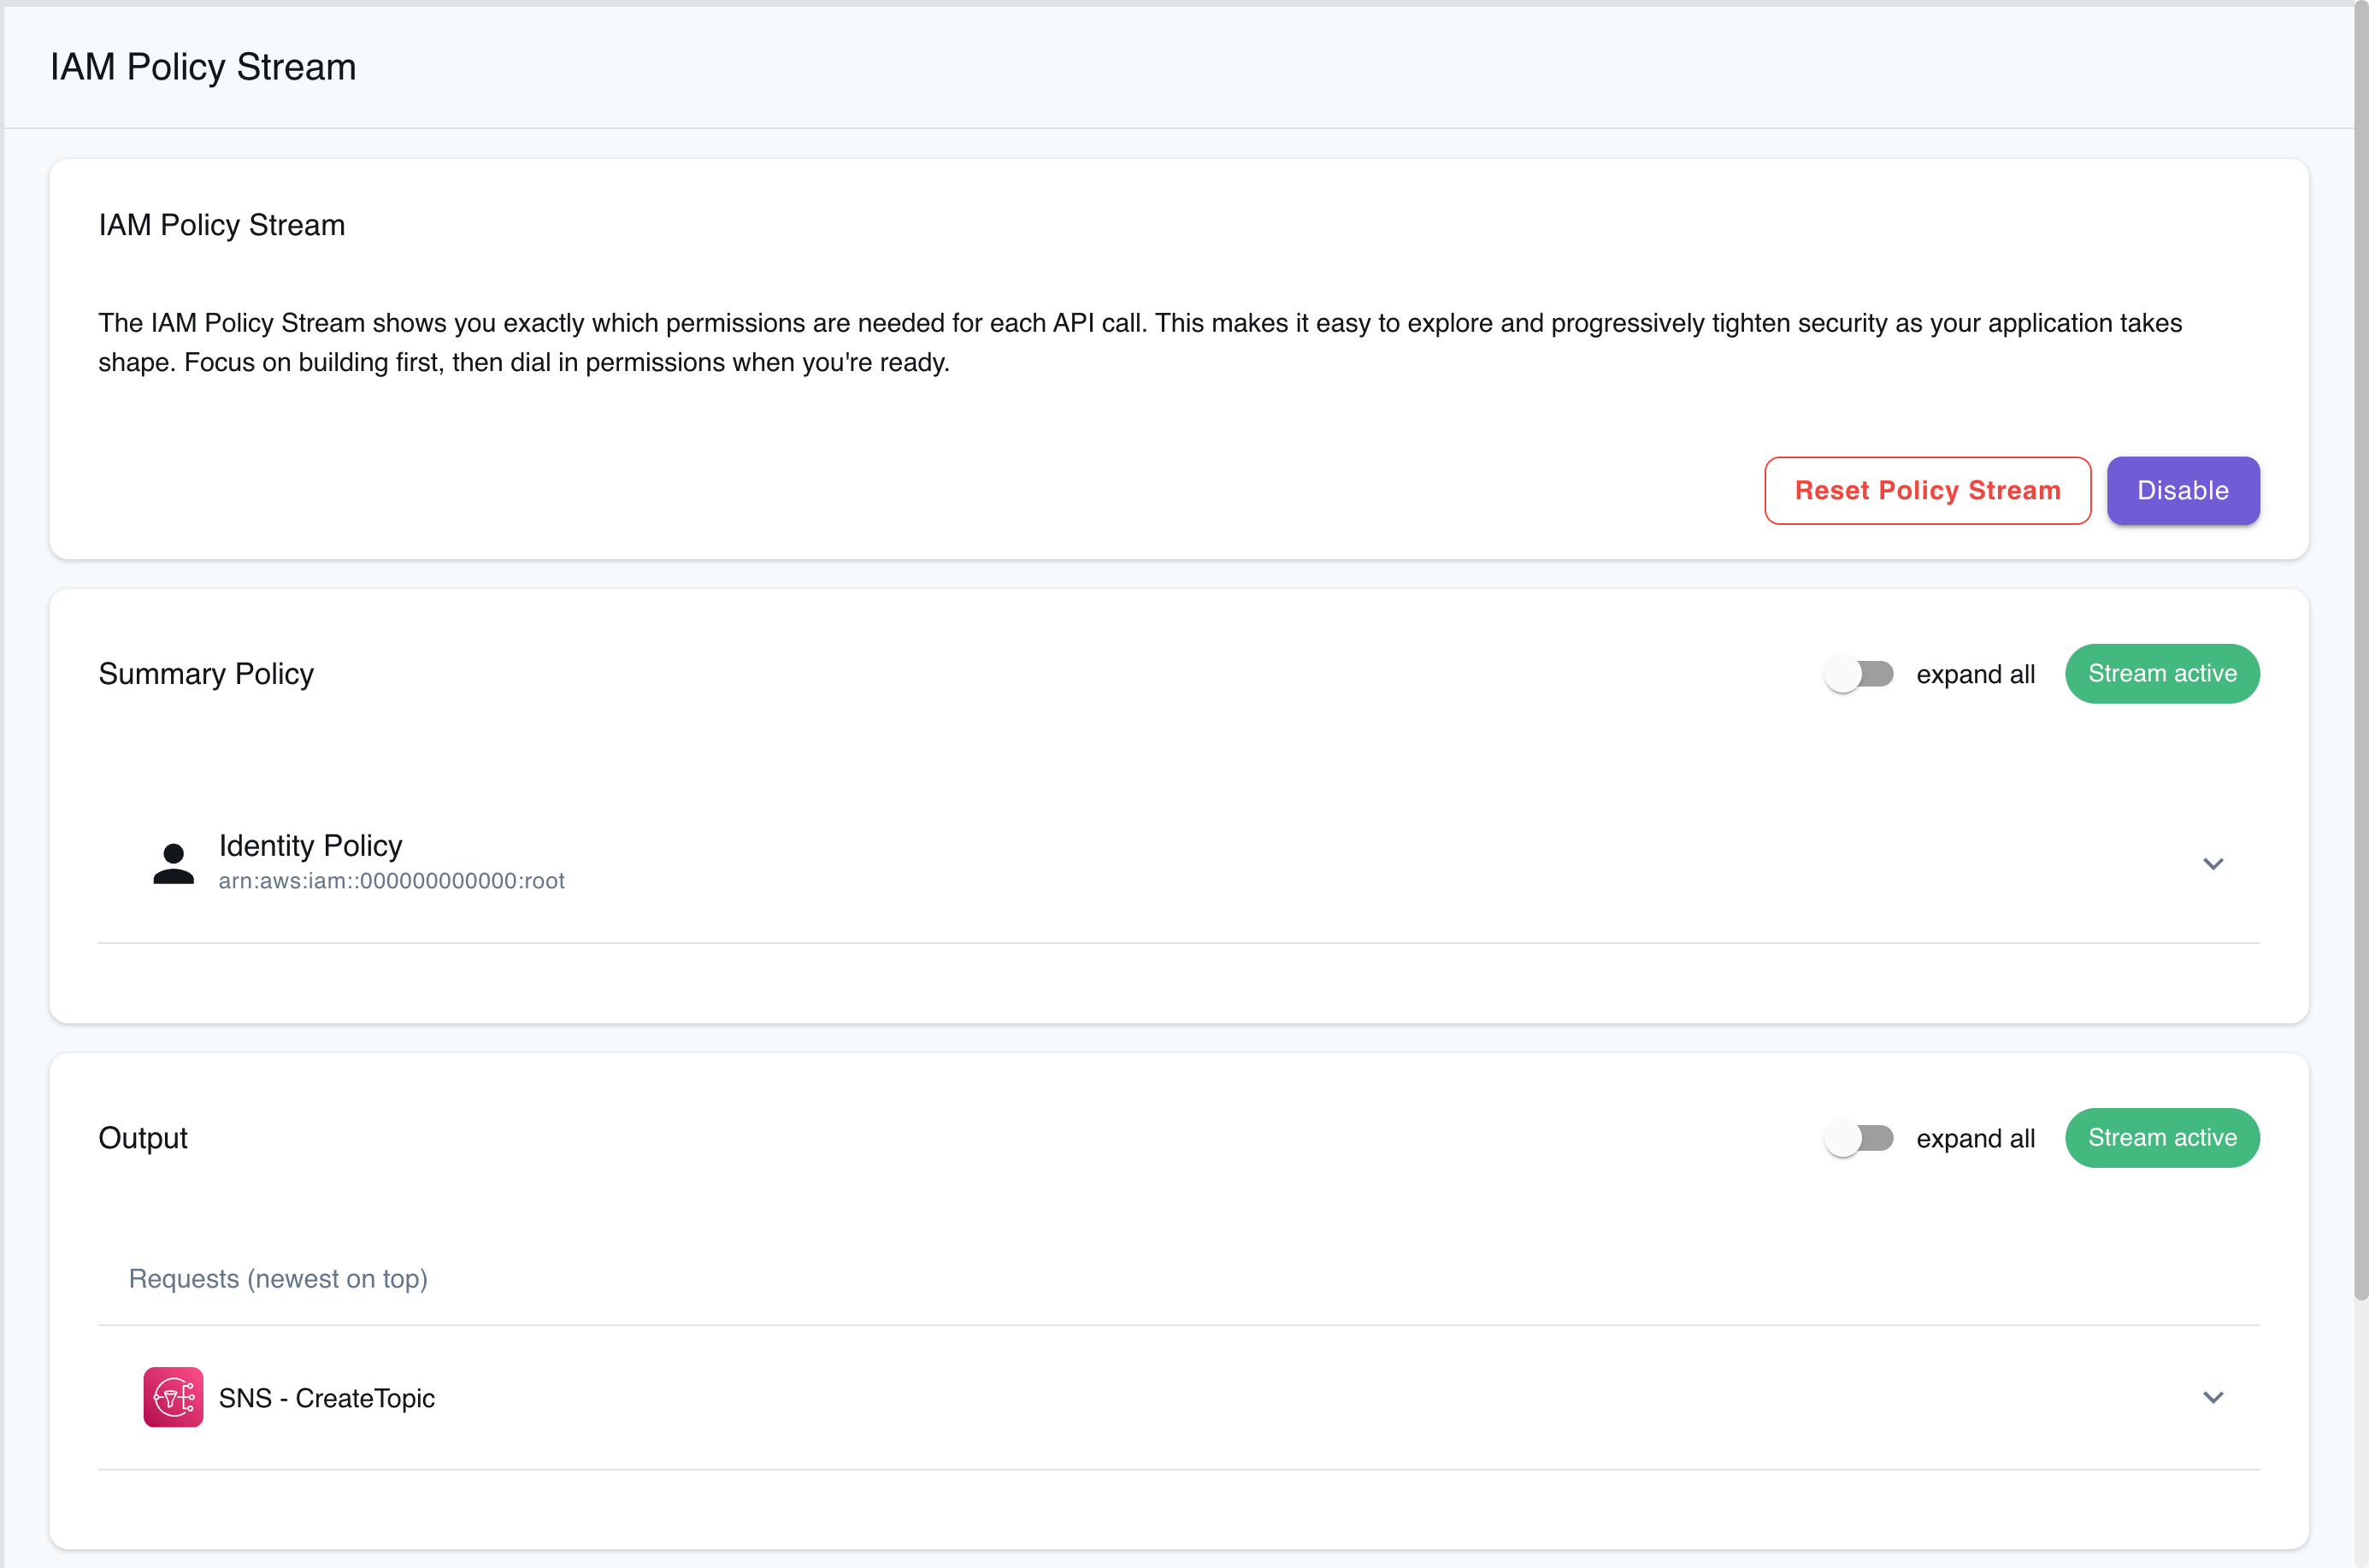 IAM Policy Stream
IAM Policy Stream
The IAM Policy Stream shows you exactly which permissions are needed for each API call. This makes it easy to explore and progressively tighten security as your application takes
shape. Focus on building first, then dial in permissions when you're ready.
Reset Policy Stream
Disable
Summary Policy
expand all
Stream active
Identity Policy
arn:aws:iam::000000000000:root
Output
expand all
Stream active
Requests (newest on top)
SNS - CreateTopic